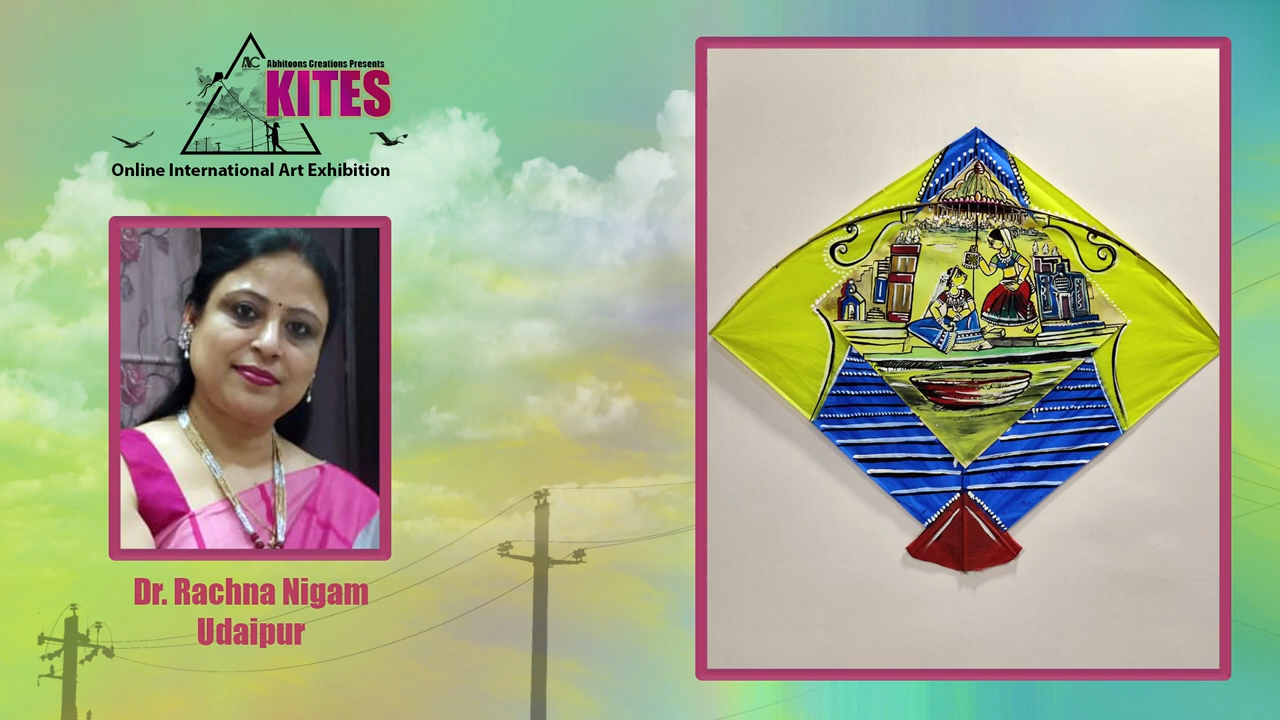 AC
Abhitoons Creations Presents
KITES
Online International Art Exhibition
Dr. Rachna Nigam
Udaipur